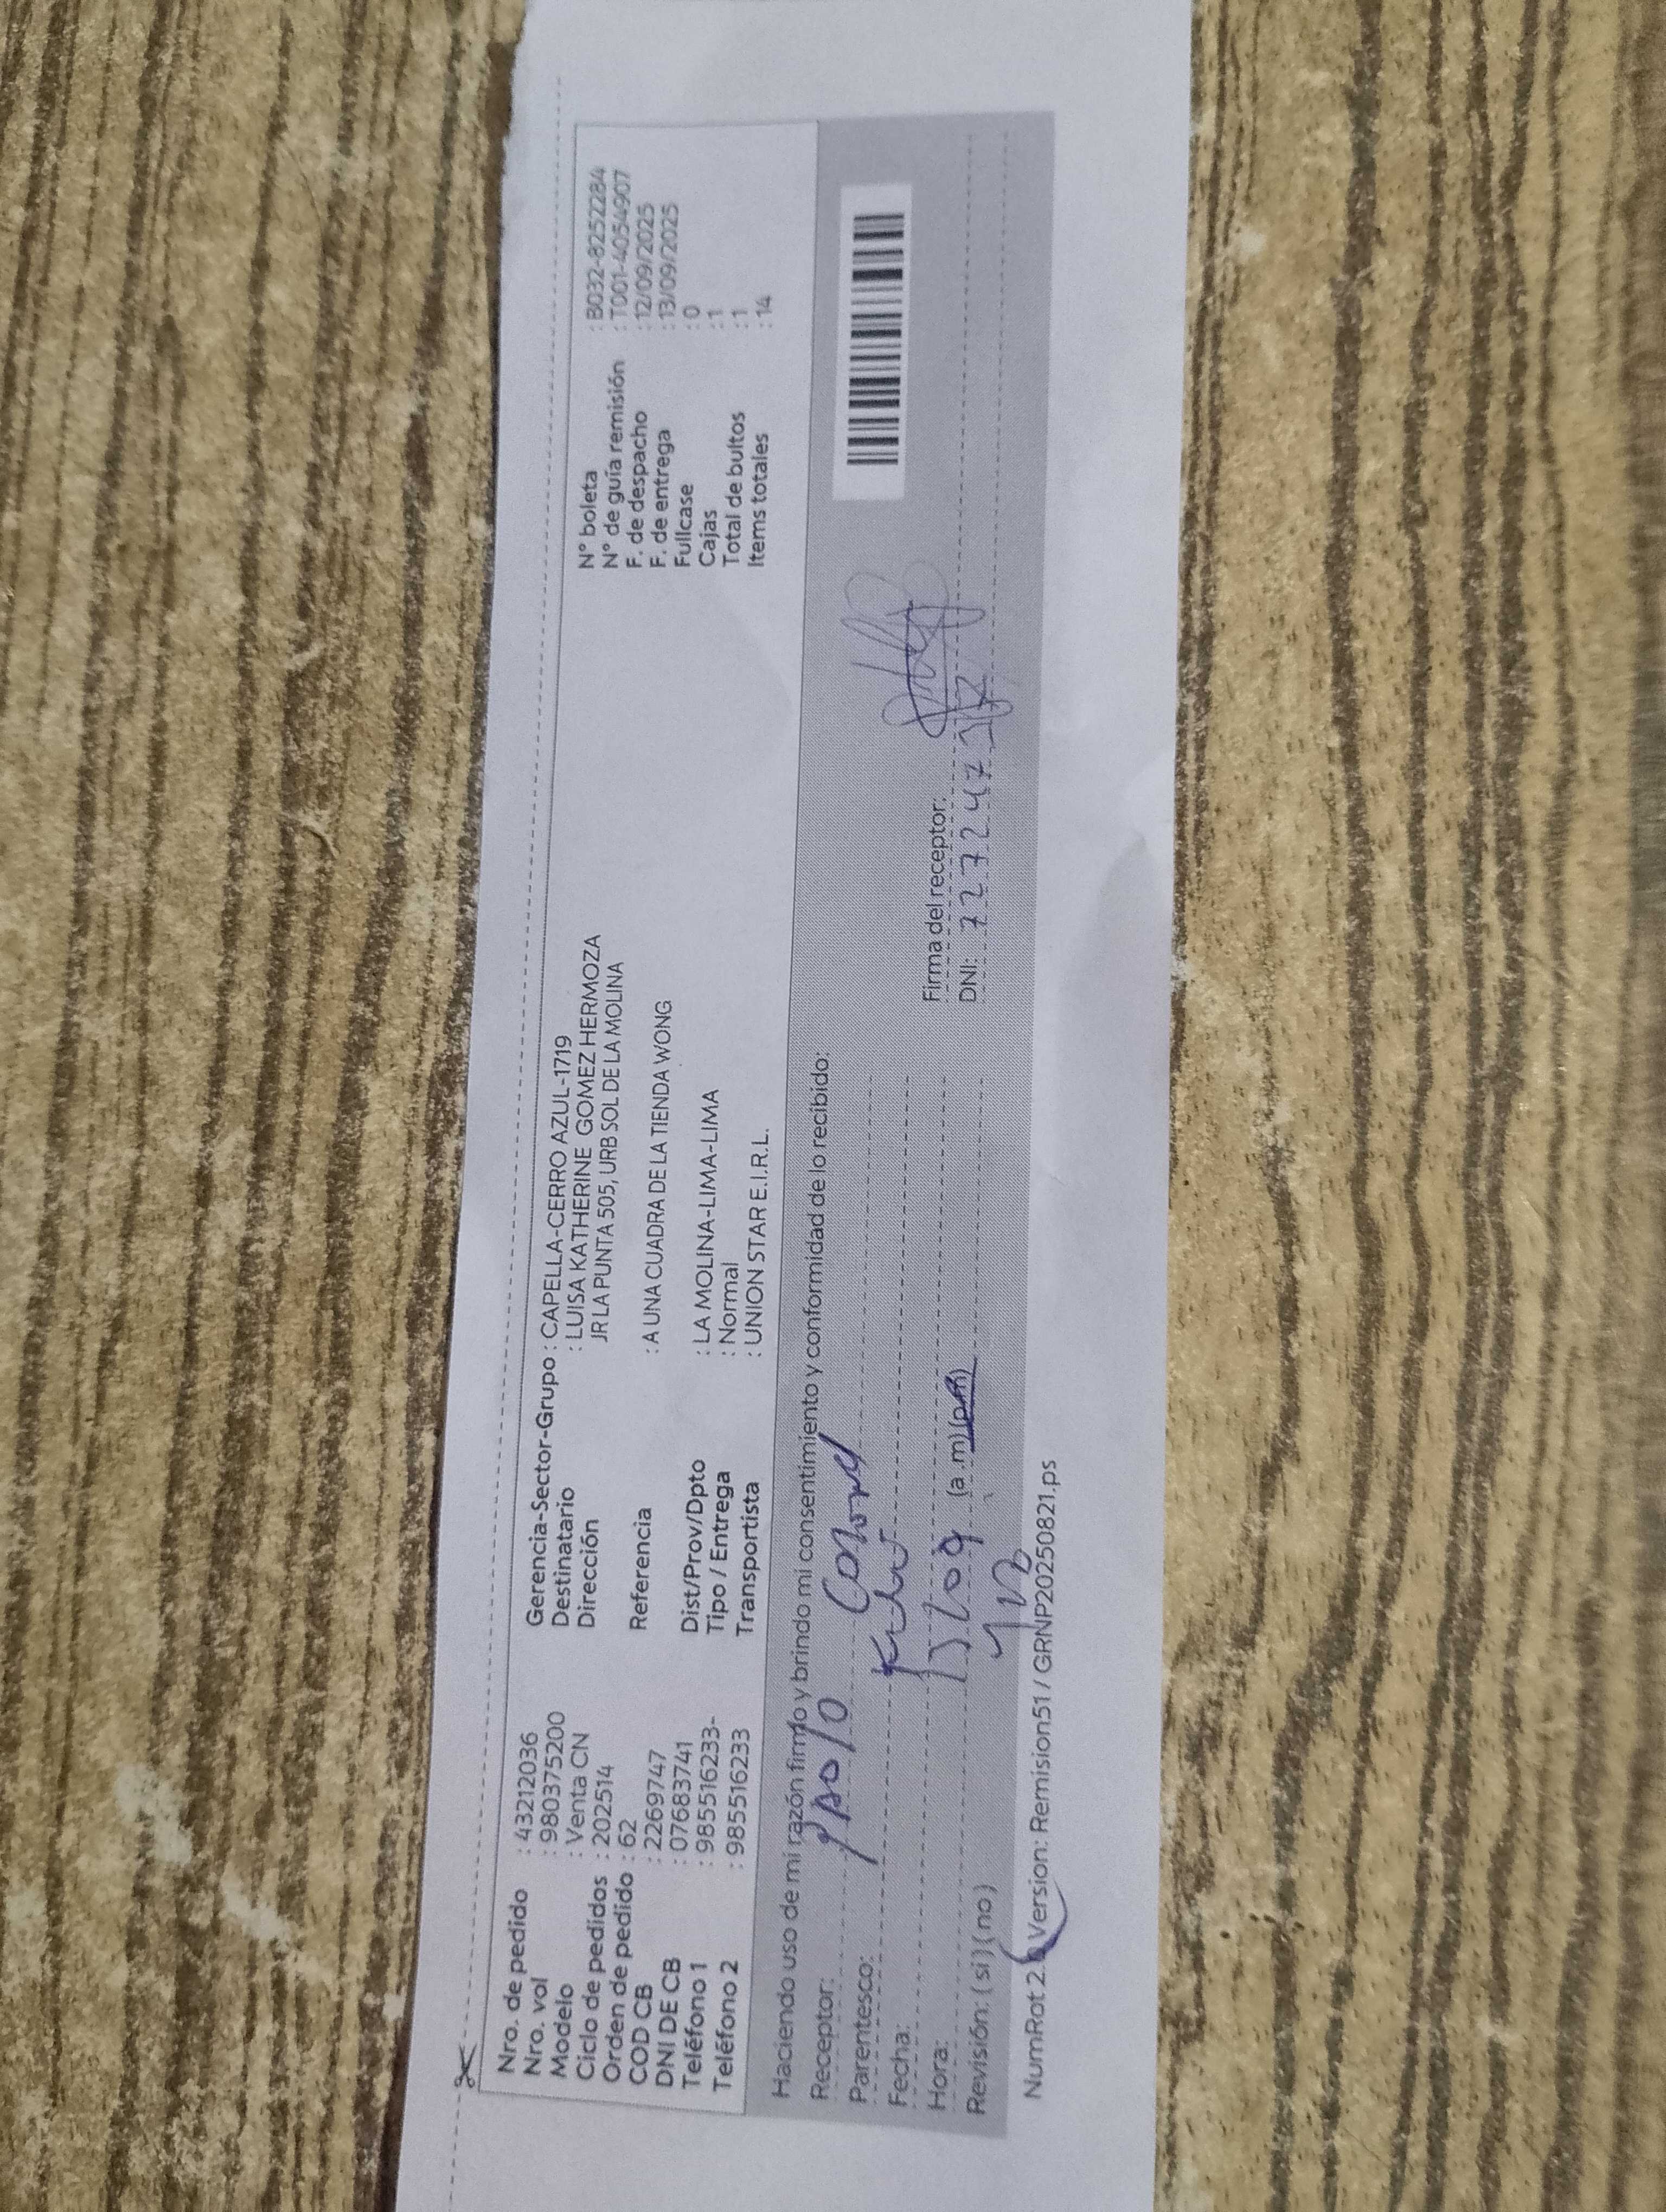 Nro. de pedido : 43212036
Nro. vol : 980375200
Modelo : Venta CN
Ciclo de pedidos : 202514
Orden de pedido : 62
COD CB : 2269747
DNI DE CB : 07683741
Teléfono 1 : 985516233-
Teléfono 2 : 985516233
Gerencia-Sector-Grupo : CAPELLA-CERRO AZUL-1719
Destinatario : LUISA KATHERINE GOMEZ HERMOZA
Dirección JR LA PUNTA 505, URB SOL DE LA MOLINA
Referencia : A UNA CUADRA DE LA TIENDA WONG
Dist/Prov/Dpto : LA MOLINA-LIMA-LIMA
Tipo / Entrega : Normal
Transportista : UNION STAR E.I.R.L.
N° boleta : B032-82522284
N° de guía remisión : T001-4054907
F. de despacho : 12/09/2025
F. de entrega : 13/09/2025
Fullcase : 0
Cajas : 1
Total de bultos : 1
Items totales : 14
Haciendo uso de mi razón firmo y brindo mi consentimiento y conformidad de lo recibido:
Receptor: PAOlO
Parentesco:
Fecha:
Hora: (a .m) (p.m)
Revisión: ( si ) ( no )
Firma del receptor:
DNI: 7272747
NumRot 2. Version: Remision51 / GRNP20250821.ps